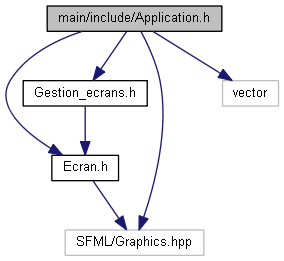 main/include/Application.h
Gestion_ecrans.h
vector
Ecran.h
SFML/Graphics.hpp